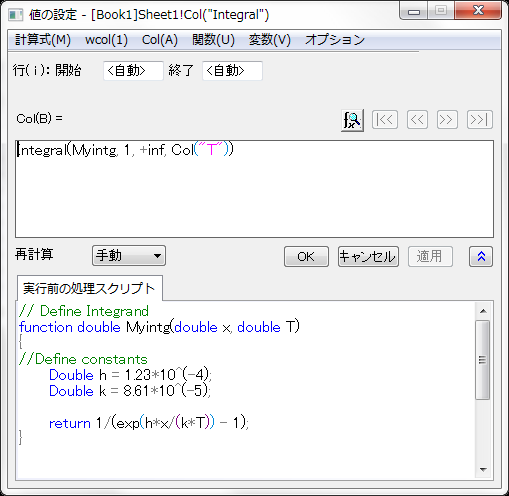 値の設定 - [Book1]Sheet1!Col("Integral")
計算式(M) wcol(1) Col(A) 関数(U) 変数(V) オプション
行(i): 開始 <自動> 終了 <自動>
Col(B) =
Integral(Myintg, 1, +inf, Col("T"))
再計算 手動 OK キャンセル 適用
実行前の処理スクリプト
// Define Integrand
function double Myintg(double x, double T)
{
//Define constants
Double h = 1.23*10^(-4);
Double k = 8.61*10^(-5);
return 1/(exp(h*x/(k*T)) - 1);
}